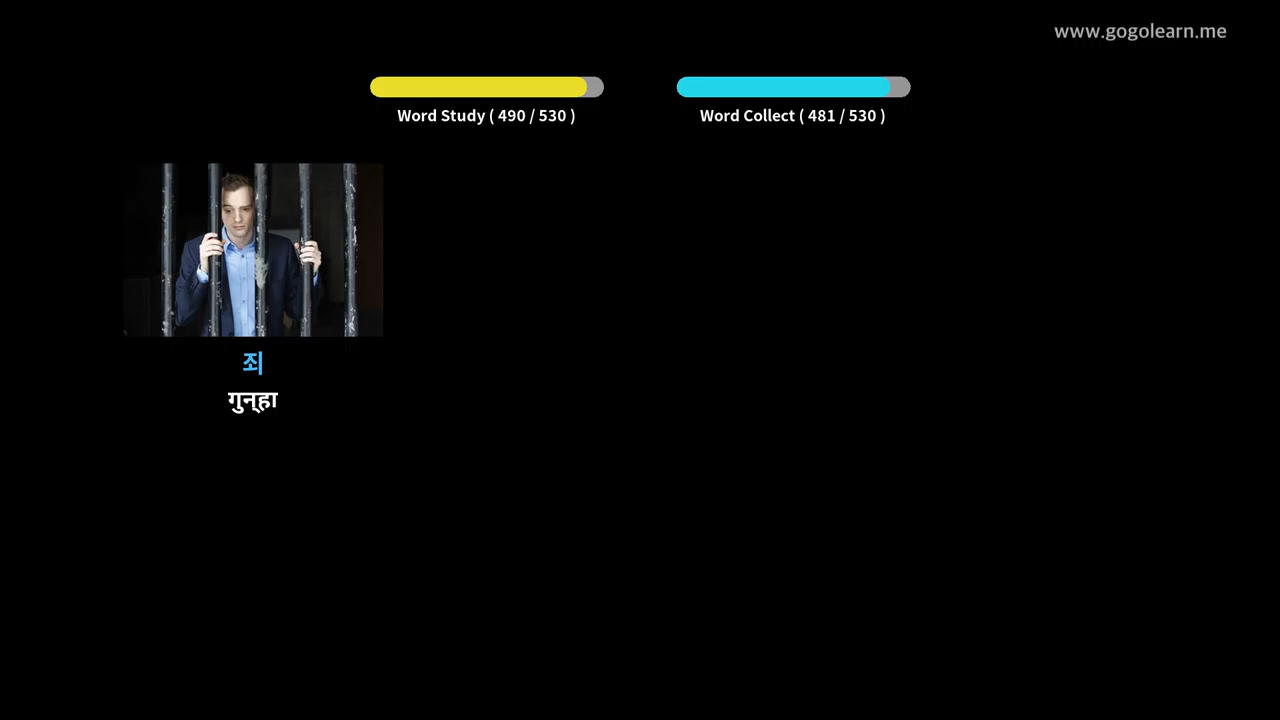 www.gogolearn.me
Word Study ( 490 / 530 )
Word Collect ( 481 / 530 )
죄
गुन्हा